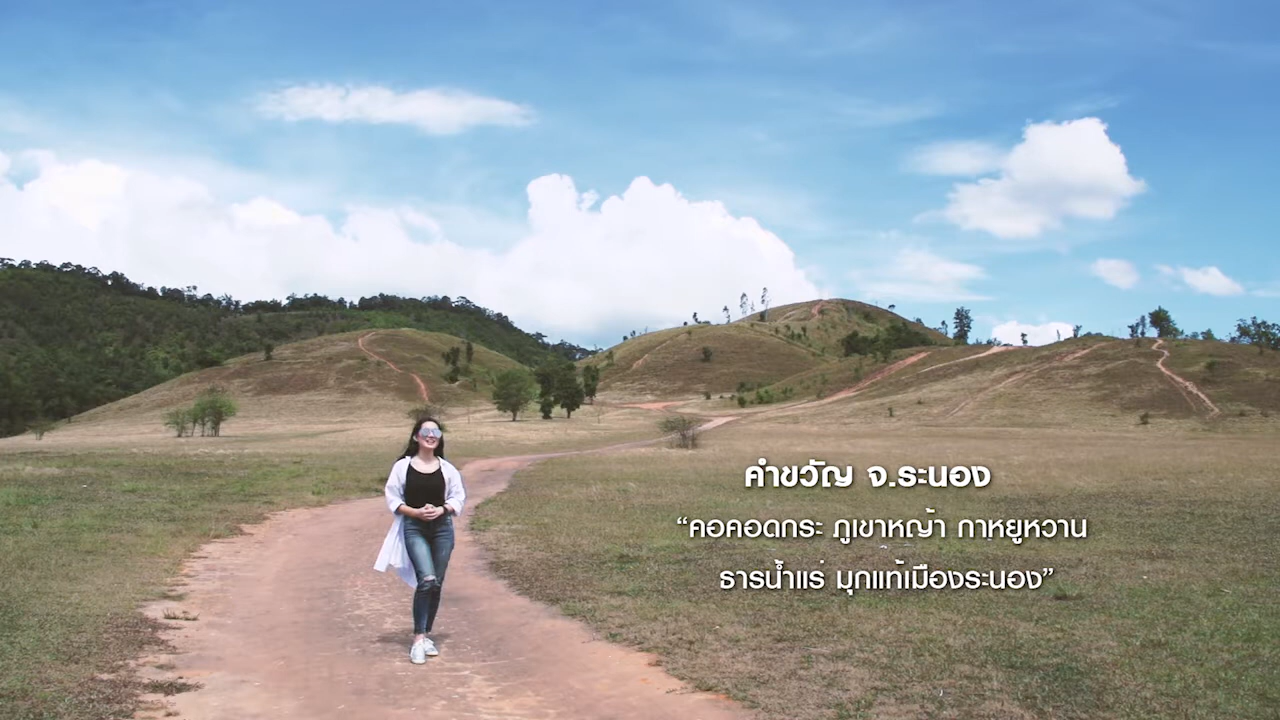 คำขวัญ จ.ระนอง
“คอคอดกระ ภูเขาหญ้า กาหยูหวาน
ธารน้ำแร่ มุกแท้เมืองระนอง”